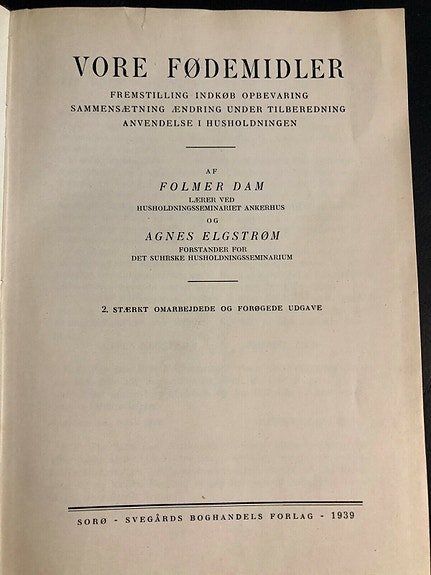 VORE FØDEMIDLER
FREMSTILLING INDKØB OPBEVARING
SAMMENSÆTNING ÆNDRING UNDER TILBEREDNING
ANVENDELSE I HUSHOLDNINGEN
AF
FOLMER DAM
LÆRER VED
HUSHOLDNINGSSEMINARIET ANKERHUS
OG
AGNES ELGSTRØM
FORSTANDER FOR
DET SUHRSKE HUSHOLDNINGSSEMINARIUM
2. STÆRKT OMARBEJDEDE OG FORØGEDE UDGAVE
SORØ - SVEGÅRDS BOGHANDELS FORLAG - 1939